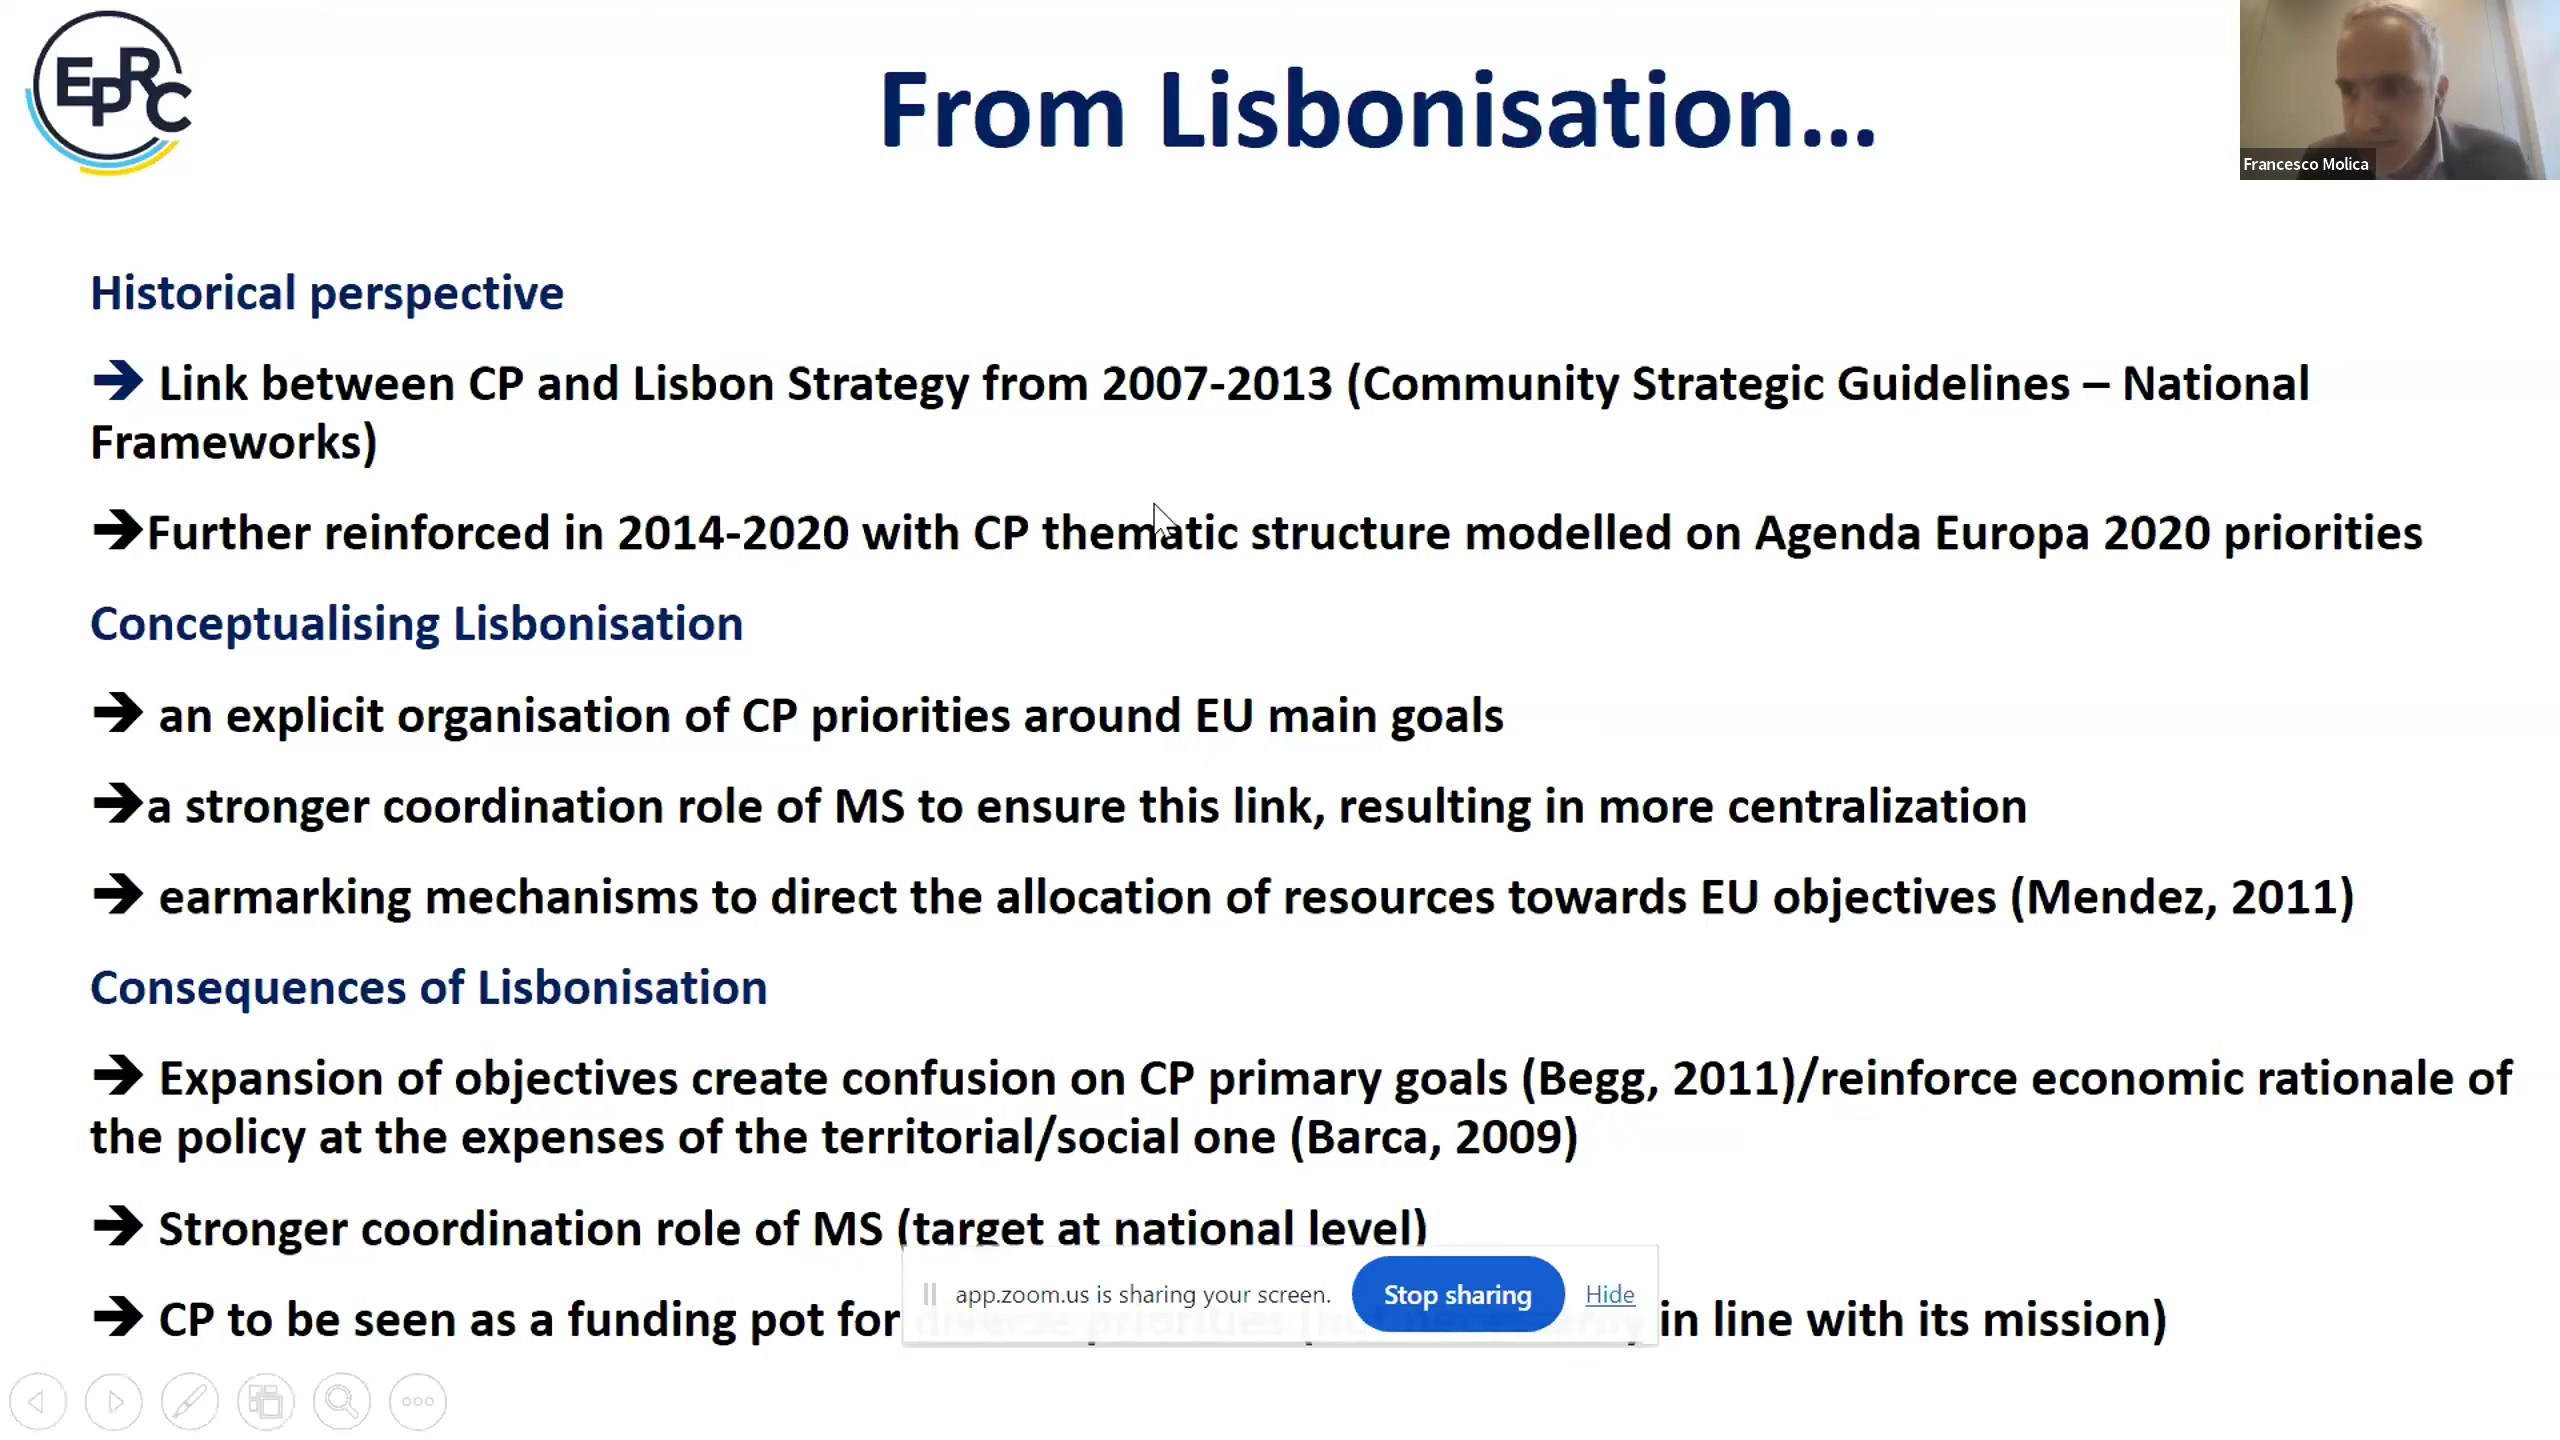 EPRC
From Lisbonisation...
Francesco Molica
Historical perspective
➔ Link between CP and Lisbon Strategy from 2007-2013 (Community Strategic Guidelines – National
Frameworks)
➔Further reinforced in 2014-2020 with CP thematic structure modelled on Agenda Europa 2020 priorities
Conceptualising Lisbonisation
➔ an explicit organisation of CP priorities around EU main goals
➔a stronger coordination role of MS to ensure this link, resulting in more centralization
➔ earmarking mechanisms to direct the allocation of resources towards EU objectives (Mendez, 2011)
Consequences of Lisbonisation
➔ Expansion of objectives create confusion on CP primary goals (Begg, 2011)/reinforce economic rationale of
the policy at the expenses of the territorial/social one (Barca, 2009)
➔ Stronger coordination role of MS (target at national level)
app.zoom.us is sharing your screen. Stop sharing Hide
➔ CP to be seen as a funding pot for diverse priorities in line with its mission)